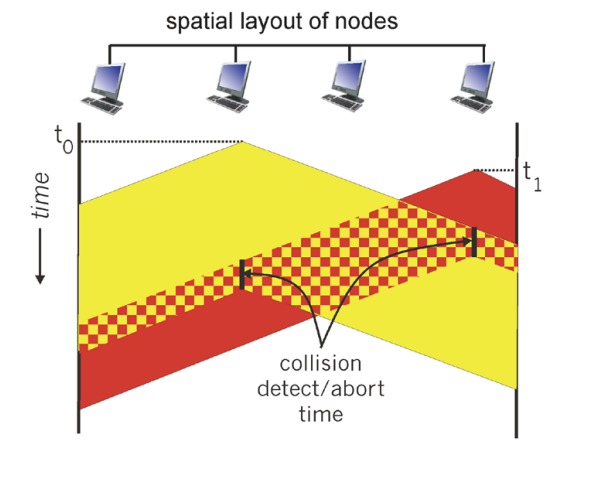 spatial layout of nodes
t0
t1
time
collision
detect/abort
time